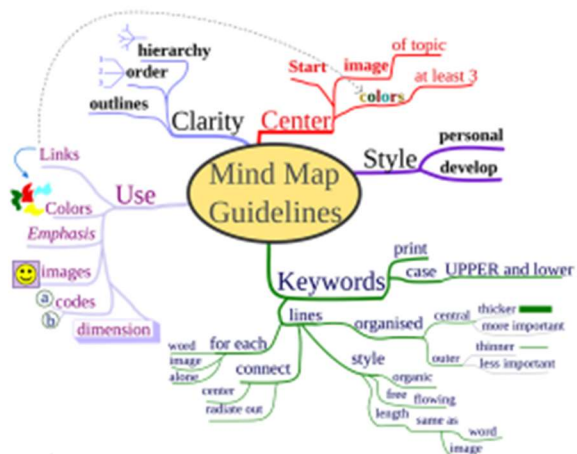 Mind Map
Guidelines
Center
Start
image
of topic
colors
at least 3
Style
personal
develop
Keywords
print
case
UPPER and lower
lines
organised
central
thicker
more important
outer
thinner
less important
style
organic
free
flowing
length
same as
word
image
connect
center
radiate out
for each
word
image
alone
Use
Links
Colors
Emphasis
images
a
codes
b
dimension
Clarity
hierarchy
order
outlines